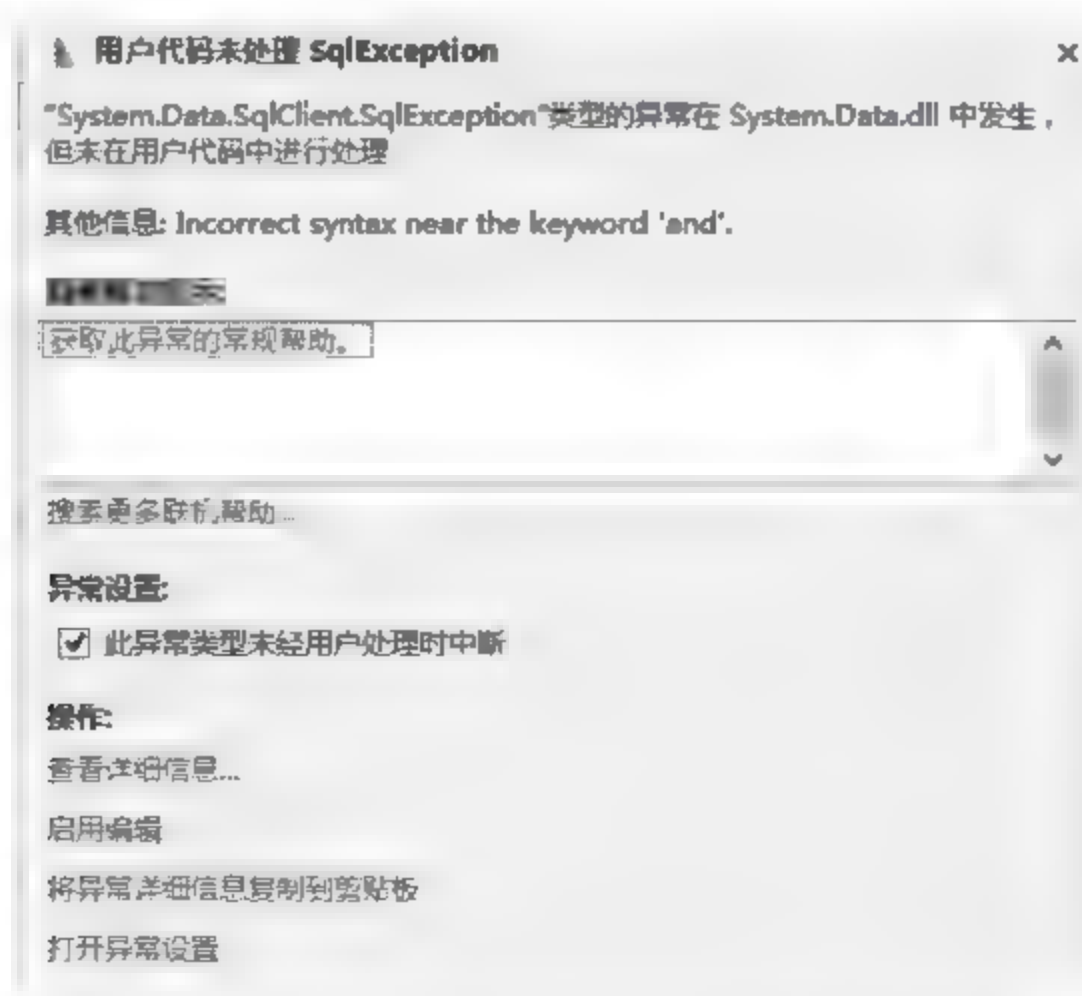 用户代码未处理 SqlException
"System.Data.SqlClient.SqlException"类型的异常在 System.Data.dll 中发生，
但未在用户代码中进行处理
其他信息: Incorrect syntax near the keyword 'and'.
获取此异常的常规帮助。
搜索更多联机帮助...
异常设置:
此异常类型未经用户处理时中断
操作:
查看详细信息...
启用编辑
将异常详细信息复制到剪贴板
打开异常设置